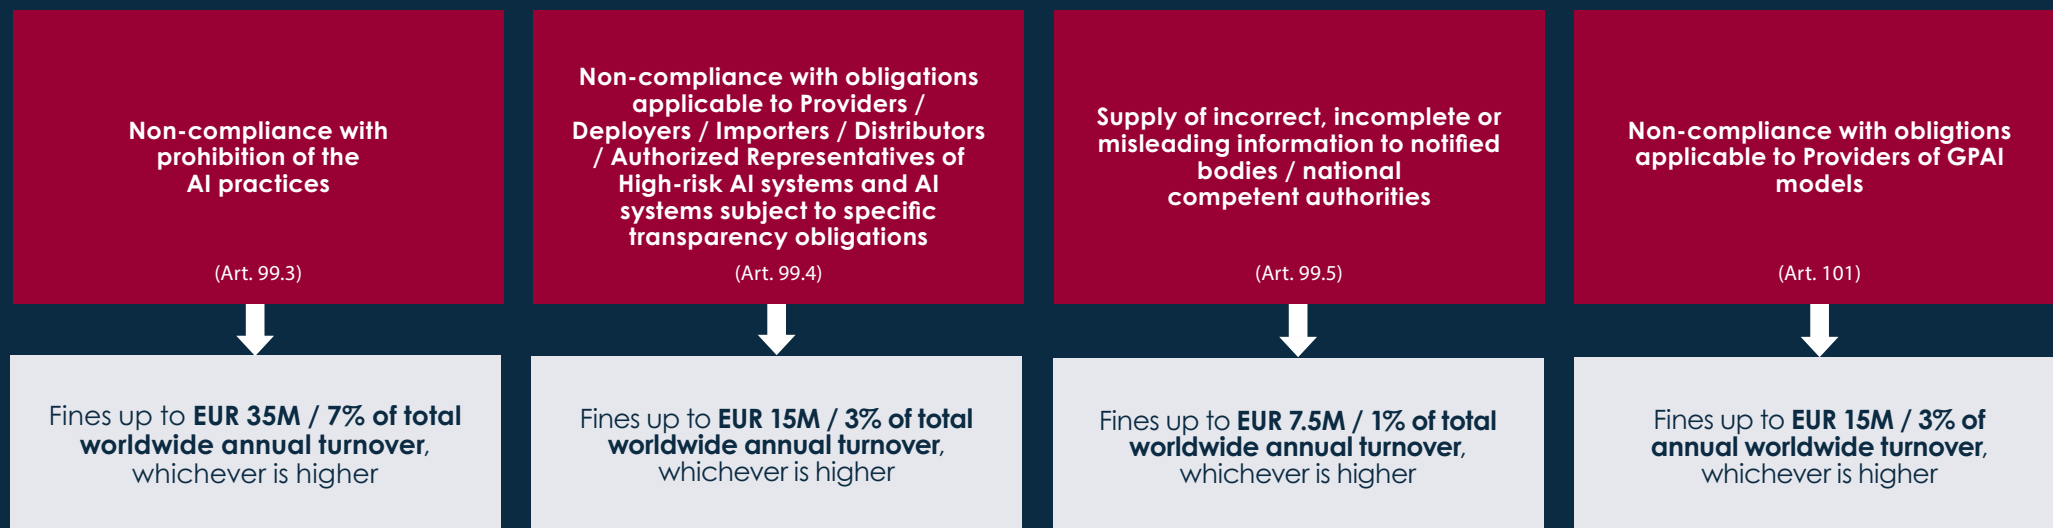 Non-compliance with
prohibition of the
AI practices
(Art. 99.3)
Fines up to EUR 35M / 7% of total
worldwide annual turnover,
whichever is higher
Non-compliance with obligations
applicable to Providers /
Deployers / Importers / Distributors
/ Authorized Representatives of
High-risk AI systems and AI
systems subject to specific
transparency obligations
(Art. 99.4)
Fines up to EUR 15M / 3% of total
worldwide annual turnover,
whichever is higher
Supply of incorrect, incomplete or
misleading information to notified
bodies / national
competent authorities
(Art. 99.5)
Fines up to EUR 7.5M / 1% of total
worldwide annual turnover,
whichever is higher
Non-compliance with obligtions
applicable to Providers of GPAI
models
(Art. 101)
Fines up to EUR 15M / 3% of
annual worldwide turnover,
whichever is higher